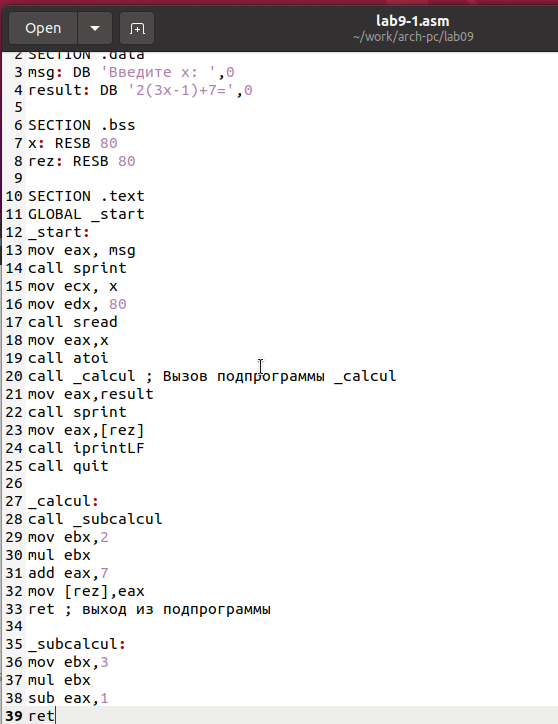 Open
lab9-1.asm
~/work/arch-pc/lab09
2 SECTION .data
3 msg: DB 'Введите x: ',0
4 result: DB '2(3x-1)+7=',0
5
6 SECTION .bss
7 x: RESB 80
8 rez: RESB 80
9
10 SECTION .text
11 GLOBAL _start
12 _start:
13 mov eax, msg
14 call sprint
15 mov ecx, x
16 mov edx, 80
17 call sread
18 mov eax,x
19 call atoi
20 call _calcul ; Вызов подпрограммы _calcul
21 mov eax,result
22 call sprint
23 mov eax,[rez]
24 call iprintLF
25 call quit
26
27 _calcul:
28 call _subcalcul
29 mov ebx,2
30 mul ebx
31 add eax,7
32 mov [rez],eax
33 ret ; выход из подпрограммы
34
35 _subcalcul:
36 mov ebx,3
37 mul ebx
38 sub eax,1
39 ret